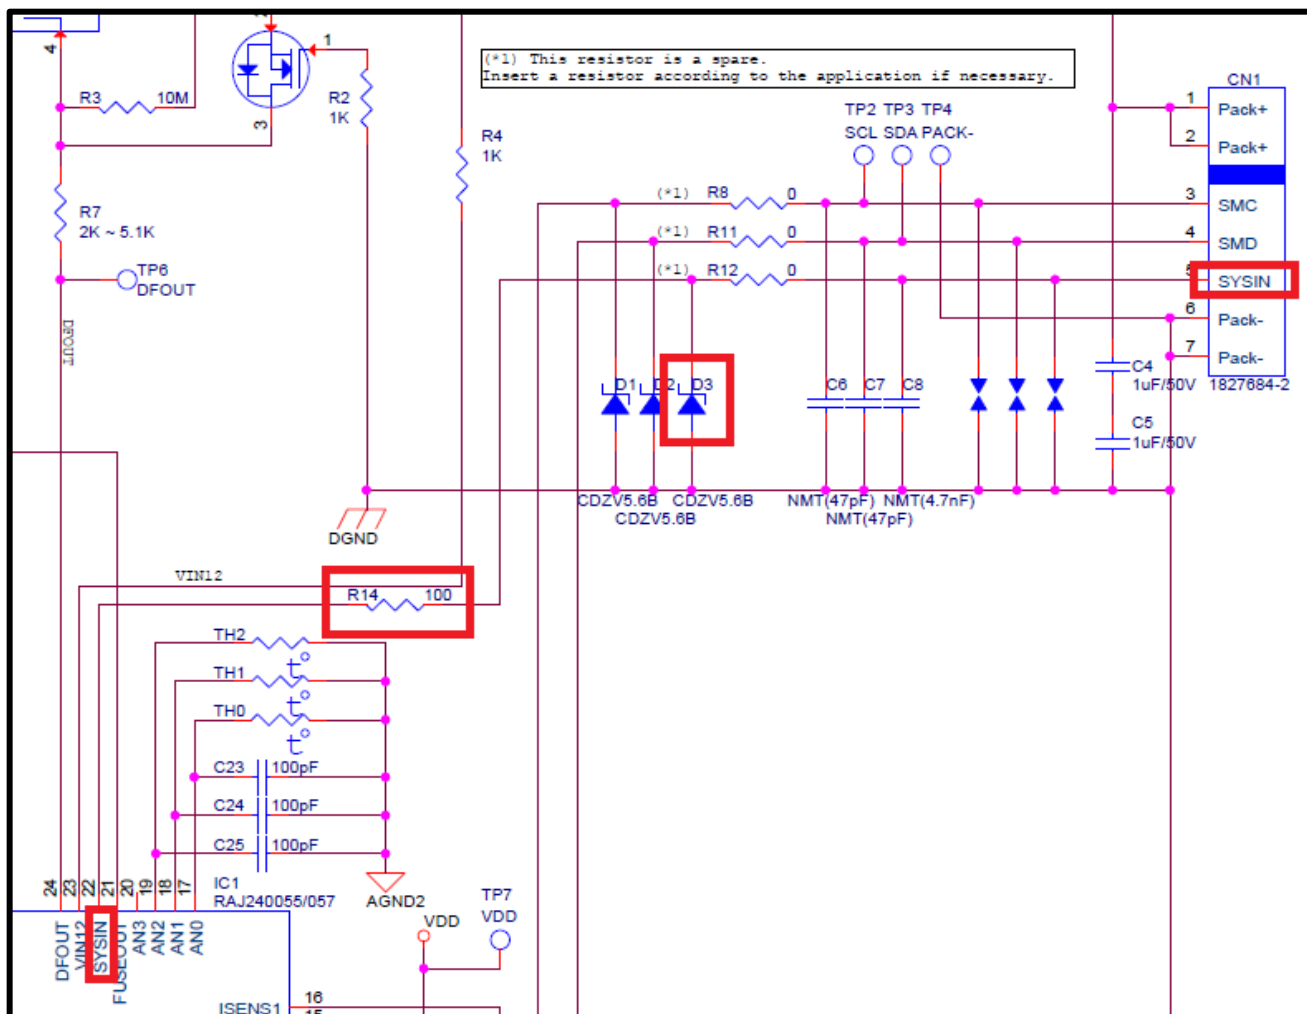 4
2
1
3
R3 10M
R2
1K
(*1) This resistor is a spare.
Insert a resistor according to the application if necessary.
R4
1K
TP2 TP3 TP4
SCL SDA PACK-
CN1
1 Pack+
2 Pack+
(*1) R8 0
3 SMC
(*1) R11 0
4 SMD
(*1) R12 0
5 SYSIN
6 Pack-
7 Pack-
1827684-2
R7
2K ~ 5.1K
TP6
DFOUT
DFOUT
D1 D2 D3
C6 C7 C8
C4
1uF/50V
C5
1uF/50V
CDZV5.6B CDZV5.6B
CDZV5.6B
NMT(47pF) NMT(4.7nF)
NMT(47pF)
DGND
VIN12
R14 100
TH2
t°
TH1
t°
TH0
t°
C23 100pF
C24 100pF
C25 100pF
AGND2
IC1
RAJ240055/057
24 23 22 21 20 19 18 17
DFOUT VIN12 SYSIN FUSEOUT AN3 AN2 AN1 AN0
VDD
TP7
VDD
ISENS1 16
15